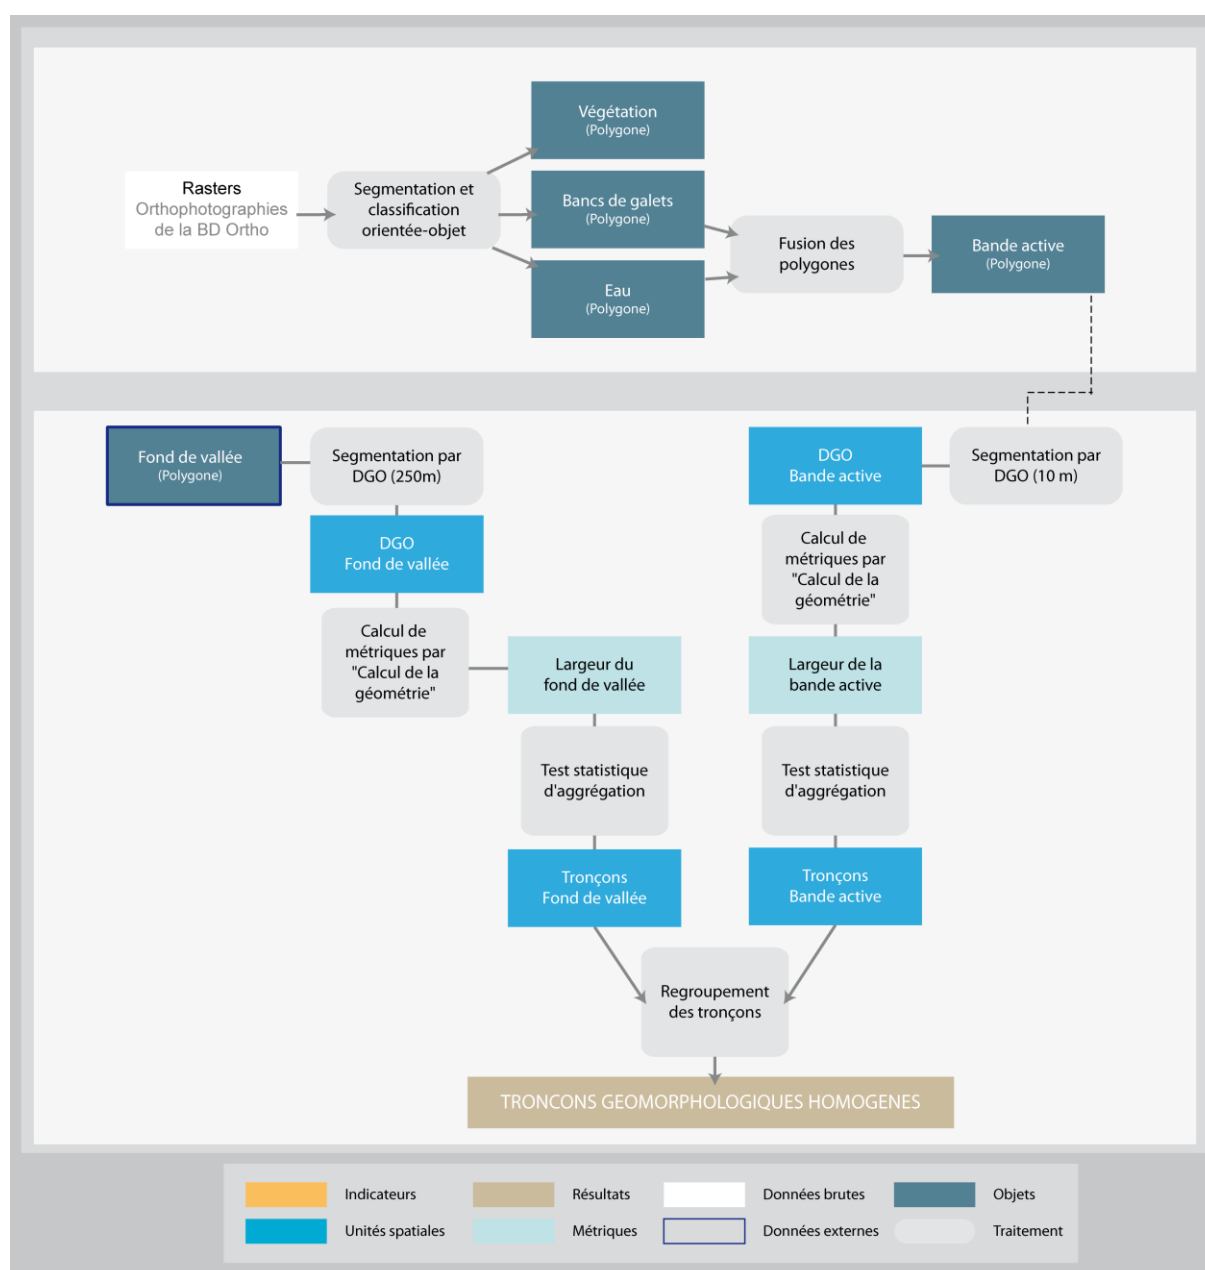 Végétation
(Polygone)
Rasters
Orthophotographies
de la BD Ortho
Segmentation et
classification
orientée-objet
Bancs de galets
(Polygone)
Eau
(Polygone)
Fusion des
polygones
Bande active
(Polygone)
Fond de vallée
(Polygone)
Segmentation par
DGO (250m)
DGO
Fond de vallée
Calcul de
métriques par
"Calcul de la
géométrie"
Largeur du
fond de vallée
Test statistique
d'aggrégation
Tronçons
Fond de vallée
DGO
Bande active
Segmentation par
DGO (10 m)
Calcul de
métriques par
"Calcul de la
géométrie"
Largeur de la
bande active
Test statistique
d'aggrégation
Tronçons
Bande active
Regroupement
des tronçons
TRONCONS GEOMORPHOLOGIQUES HOMOGENES
Indicateurs
Résultats
Données brutes
Objets
Unités spatiales
Métriques
Données externes
Traitement